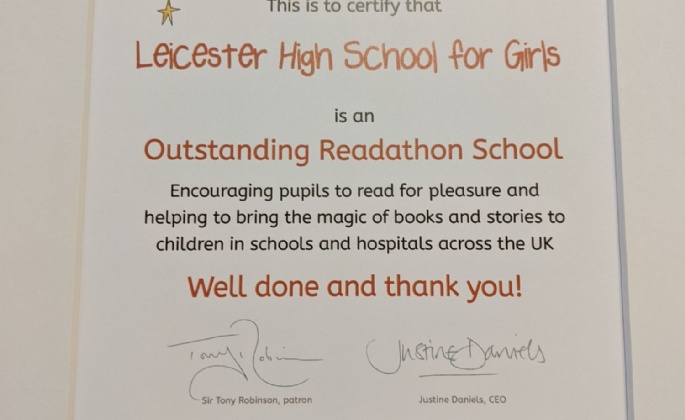 This is to certify that
Leicester High School for Girls
is an
Outstanding Readathon School
Encouraging pupils to read for pleasure and
helping to bring the magic of books and stories to
children in schools and hospitals across the UK
Well done and thank you!
Tony Robinson Justine Daniels
Sir Tony Robinson, patron Justine Daniels, CEO